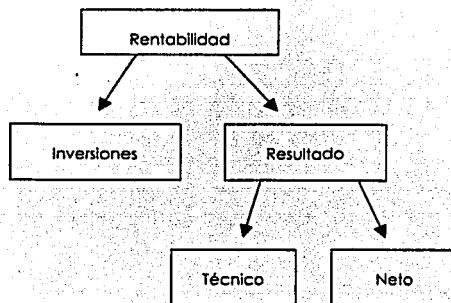 Rentabilidad
Inversiones
Resultado
Técnico
Neto